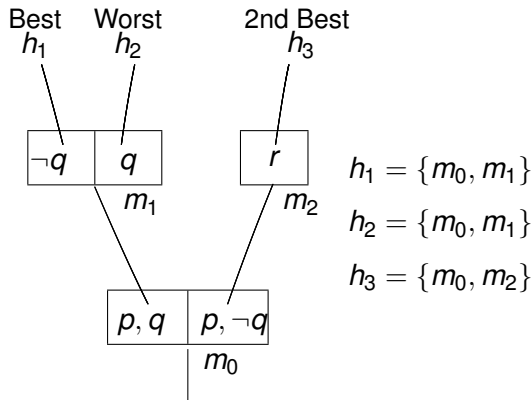 Best Worst 2nd Best
h₁ h₂ h₃
¬q q r
m₁ m₂
h₁ = {m₀, m₁}
h₂ = {m₀, m₁}
h₃ = {m₀, m₂}
p, q p, ¬q
m₀